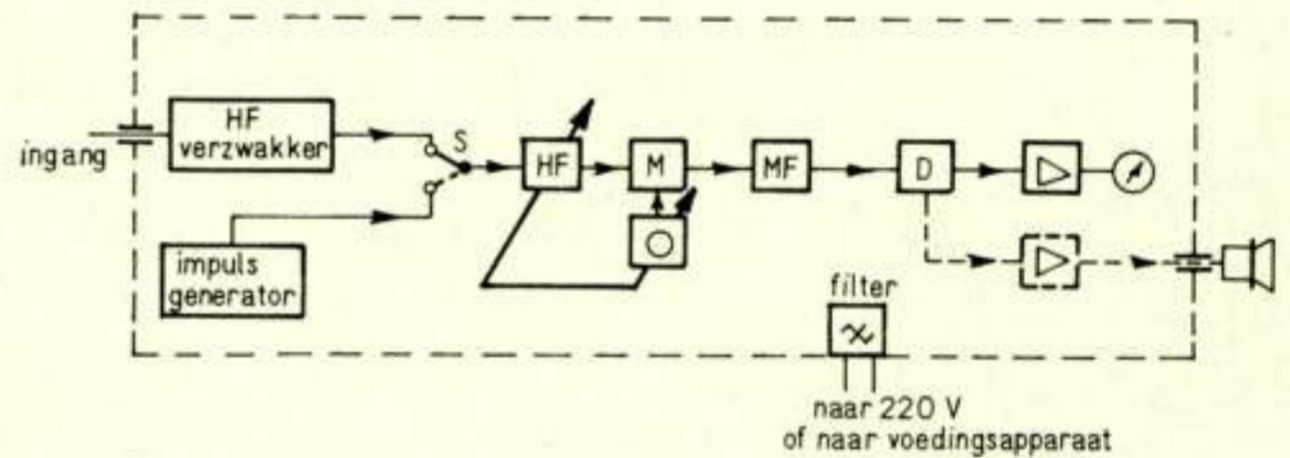 ingang
HF
verzwakker
S
HF
M
MF
D
impuls
generator
filter
naar 220 V
of naar voedingsapparaat